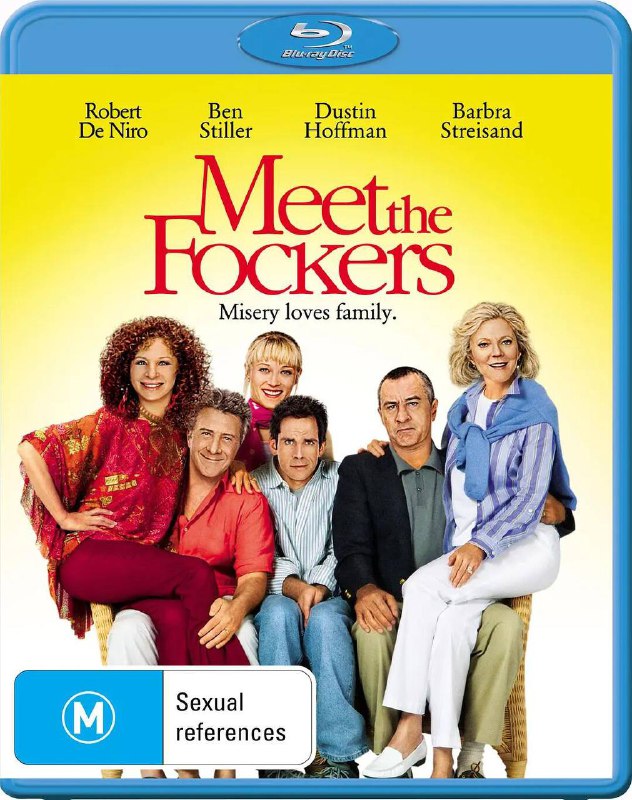 Blu-ray Disc™
Robert De Niro
Ben Stiller
Dustin Hoffman
Barbra Streisand
Meet the
Fockers
Misery loves family.
M
Sexual
references